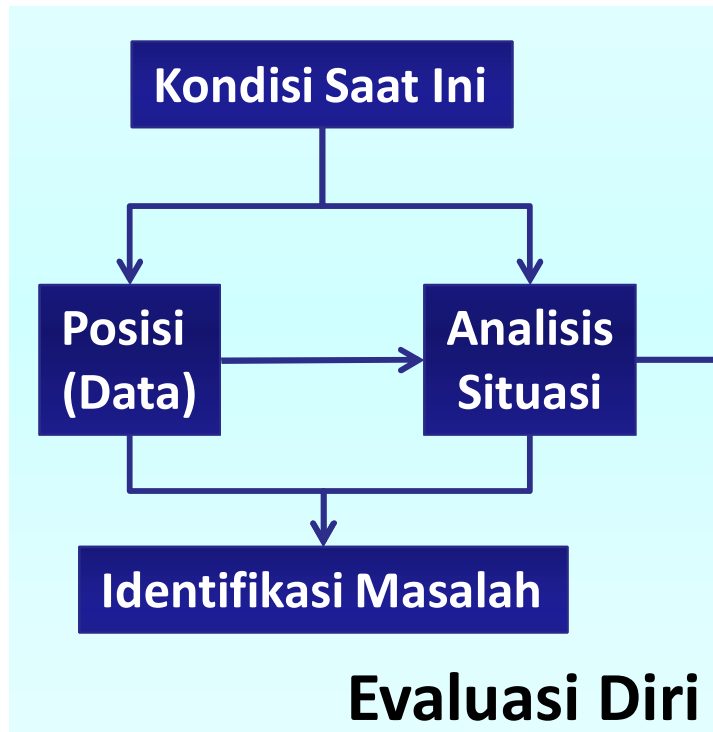 Kondisi Saat Ini
Posisi
(Data)
Analisis
Situasi
Identifikasi Masalah
Evaluasi Diri